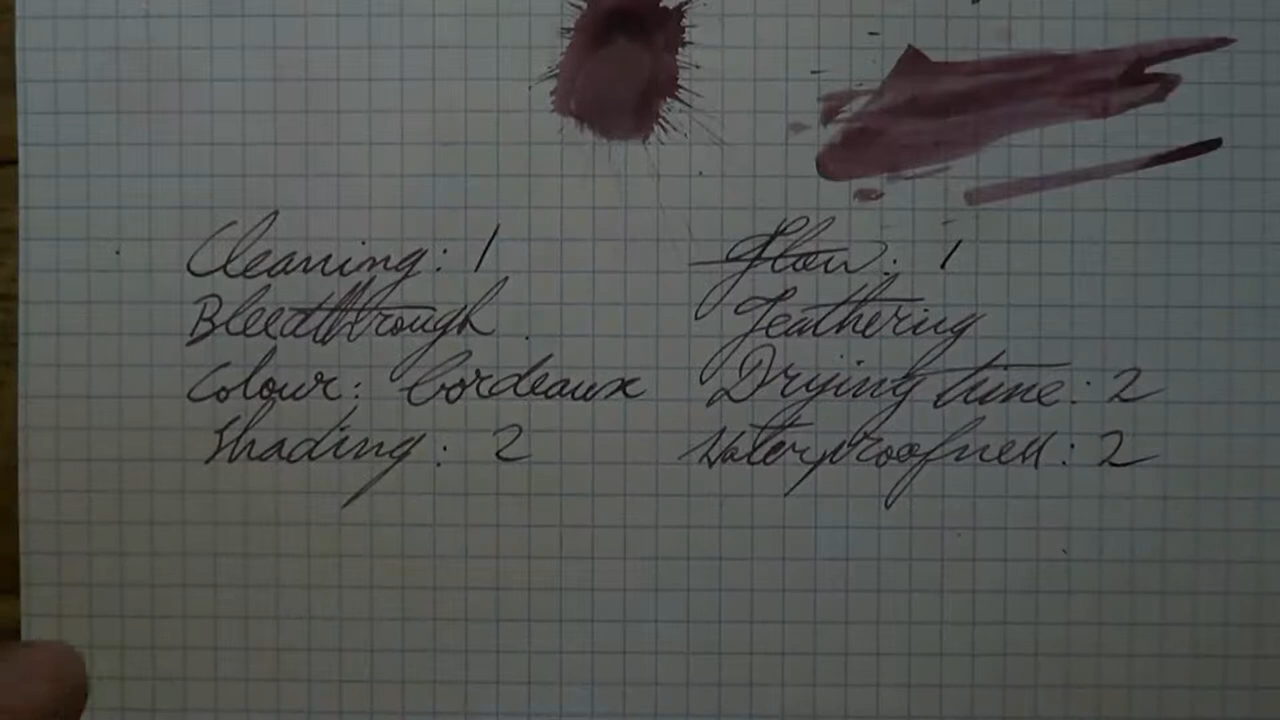 Cleaning: 1
Bleedthrough
Colour: bordeaux
Shading: 2
Flow: 1
Feathering
Drying time: 2
Waterproofness: 2